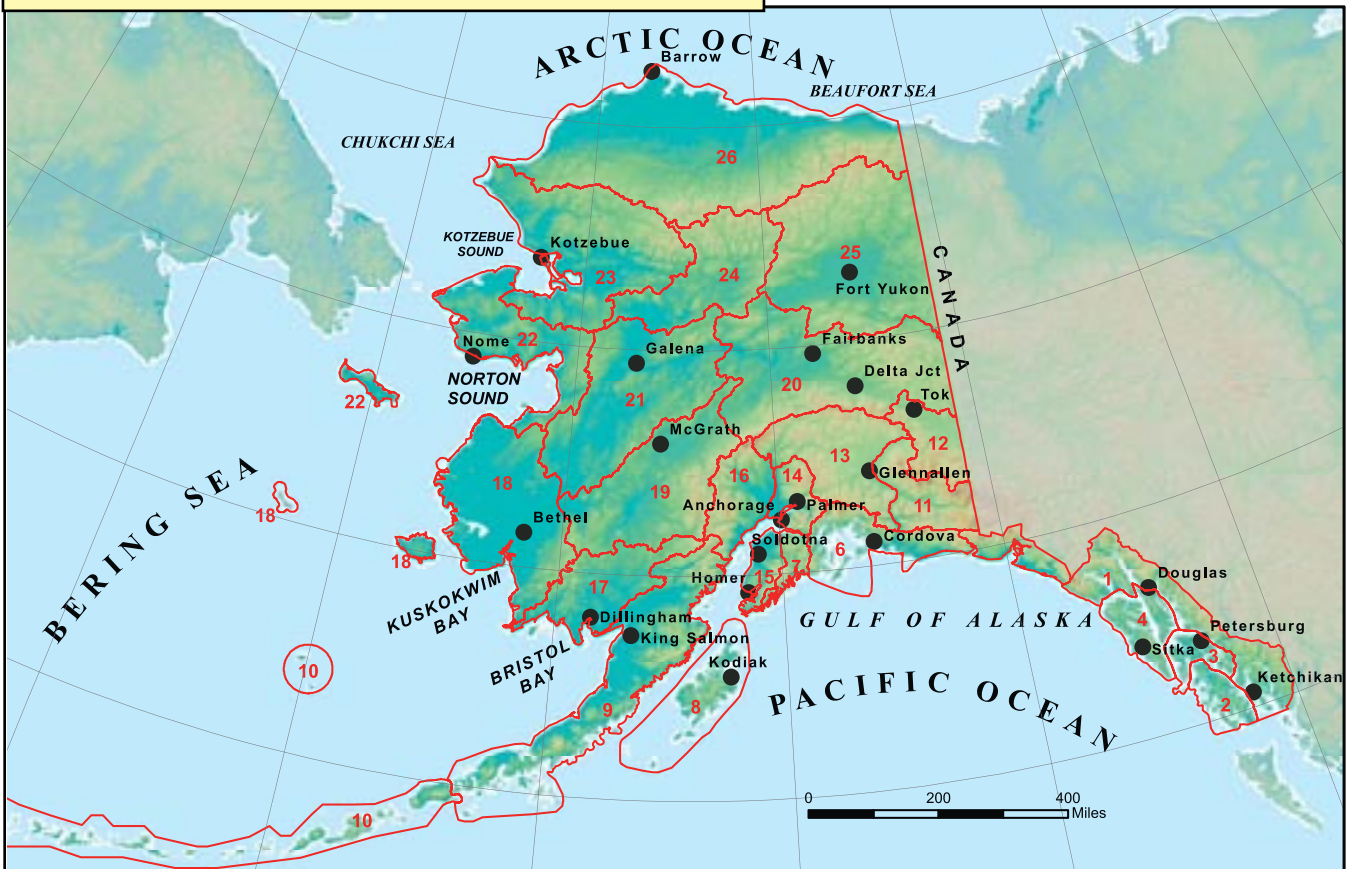 ARCTIC OCEAN
Barrow
BEAUFORT SEA
CHUKCHI SEA
26
KOTZEBUE
SOUND
Kotzebue
23
24
25
Fort Yukon
CANADA
22
Nome
NORTON
SOUND
22
Galena
21
Fairbanks
20
Delta Jct
Tok
McGrath
12
13
Glennallen
16
14
18
19
11
Anchorage
Palmer
18
Bethel
Soldotna
6
Cordova
5
BERING SEA
18
Homer
15
7
17
1
Douglas
KUSKOKWIM
BAY
Dillingham
King Salmon
GULF OF ALASKA
4
Petersburg
Sitka
3
BRISTOL
BAY
Kodiak
10
8
9
PACIFIC OCEAN
Ketchikan
2
10
0 200 400
Miles